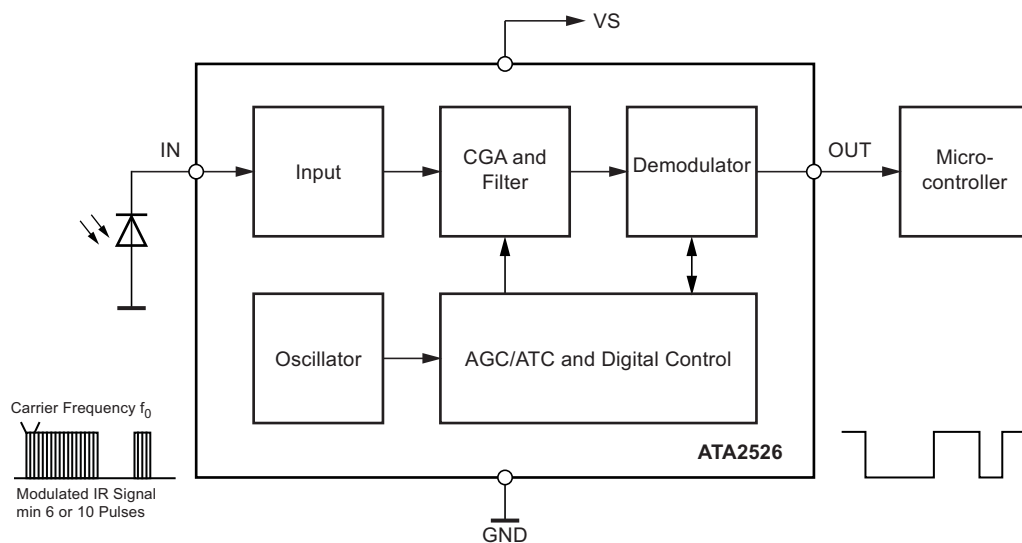 VS
IN
Input
CGA and
Filter
Demodulator
OUT
Micro-
controller
Oscillator
AGC/ATC and Digital Control
Carrier Frequency f0
ATA2526
Modulated IR Signal
min 6 or 10 Pulses
GND